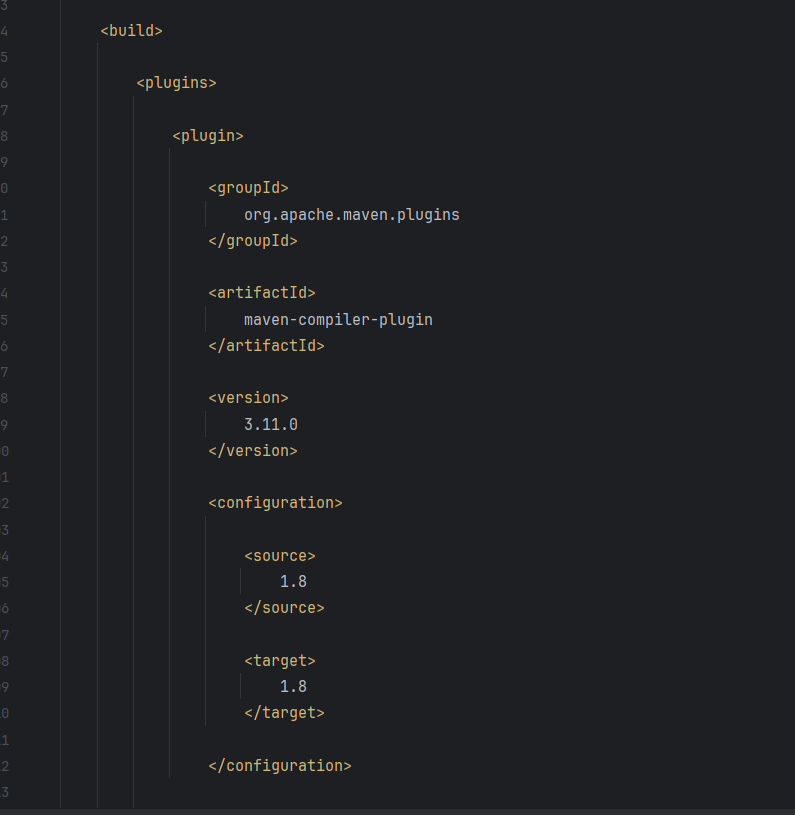 <build>
<plugins>
<plugin>
<groupId>
org.apache.maven.plugins
</groupId>
<artifactId>
maven-compiler-plugin
</artifactId>
<version>
3.11.0
</version>
<configuration>
<source>
1.8
</source>
<target>
1.8
</target>
</configuration>